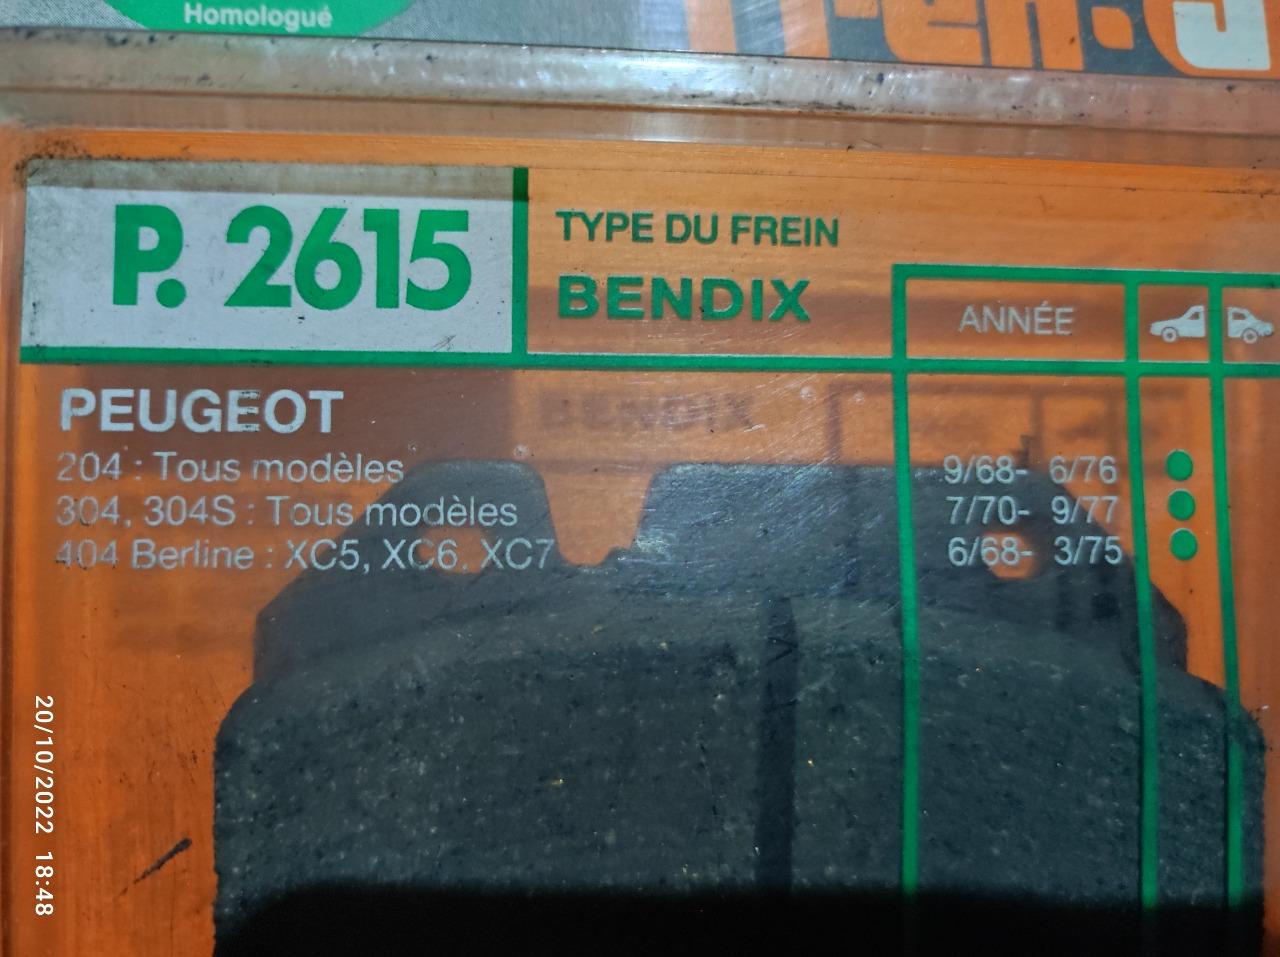 Homologué
P. 2615
TYPE DU FREIN
BENDIX
ANNÉE
PEUGEOT
204 : Tous modèles 9/68- 6/76
304, 304S : Tous modèles 7/70- 9/77
404 Berline : XC5, XC6, XC7 6/68- 3/75
BENDIX
20/10/2022 18:48